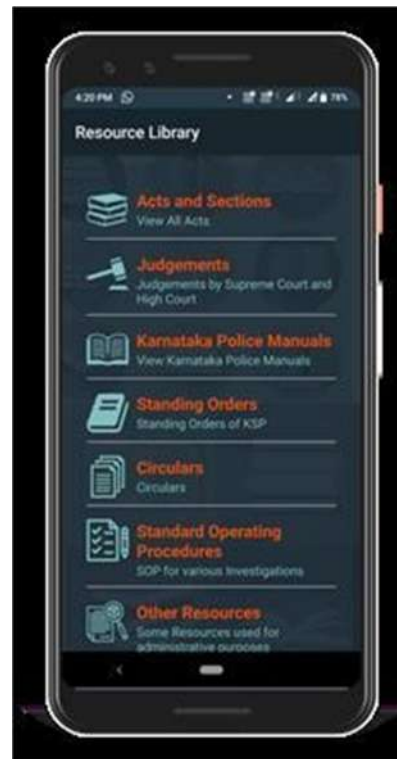 4:20 PM
78%
Resource Library
Acts and Sections
View All Acts
Judgements
Judgements by Supreme Court and
High Court
Karnataka Police Manuals
View Karnataka Police Manuals
Standing Orders
Standing Orders of KSP
Circulars
Circulars
Standard Operating
Procedures
SOP for various Investigations
Other Resources
Some Resources used for
administrative purposes